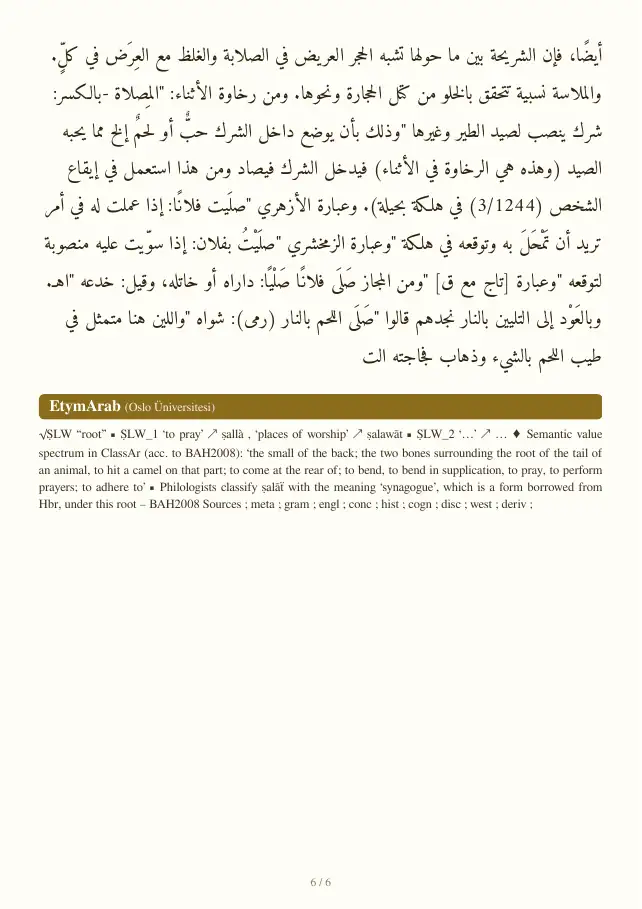 أيضًا، فإن الشريحة بين ما حولها تشبه الحجر العريض في الصلابة والغلظ مع العِرَض في كلٍّ.
والملاسة نسبية تتحقق بالخلو من كتل الحجارة ونحوها. ومن رخاوة الأثناء: "المِصلاة -بالكسر:
شرك ينصب لصيد الطير وغيرها "وذلك بأن يوضع داخل الشرك حبٌّ أو لحمٌ إلخ مما يحبه
الصيد (وهذه هي الرخاوة في الأثناء) فيدخل الشرك فيصاد ومن هذا استعمل في إيقاع
الشخص (3/1244) في هلكة بحيلة). وعبارة الأزهري "صلَيت فلانًا: إذا عملت له في أمر
تريد أن تَمْحَلَ به وتوقعه في هلكة "وعبارة الزمخشري "صلَيْتُ بفلان: إذا سوّيت عليه منصوبة
لتوقعه "وعبارة [تاج مع ق] "ومن المجاز صَلَى فلانًا صَلْيًا: داراه أو خاتله، وقيل: خدعه "اهـ.
وبالعَوْد إلى التليين بالنار نجدهم قالوا "صَلَى اللحم بالنار (رمى): شواه "واللين هنا متمثل في
طيب اللحم بالشيء وذهاب فجاجته الت
EtymArab (Oslo Üniversitesi)
√ṢLW “root” ▪ ṢLW_1 ‘to pray’ ↗ ṣallà , ‘places of worship’ ↗ ṣalawāt ▪ ṢLW_2 ‘…’ ↗ … ♦ Semantic value
spectrum in ClassAr (acc. to BAH2008): ‘the small of the back; the two bones surrounding the root of the tail of
an animal, to hit a camel on that part; to come at the rear of; to bend, to bend in supplication, to pray, to perform
prayers; to adhere to’ ▪ Philologists classify ṣalāẗ with the meaning ‘synagogue’, which is a form borrowed from
Hbr, under this root – BAH2008 Sources ; meta ; gram ; engl ; conc ; hist ; cogn ; disc ; west ; deriv ;
6 / 6